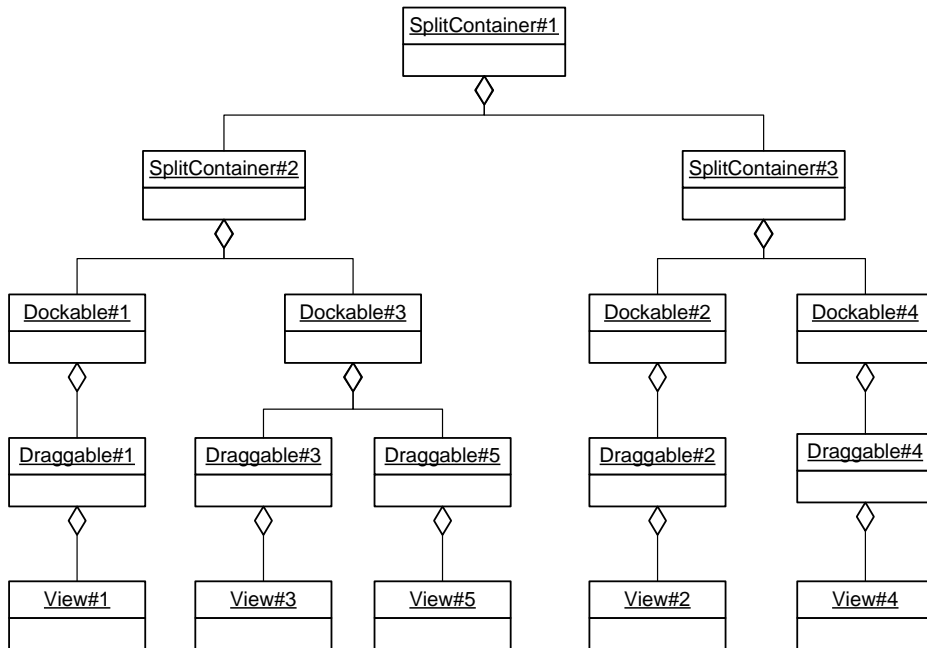 SplitContainer#1
SplitContainer#2
SplitContainer#3
Dockable#1
Dockable#3
Dockable#2
Dockable#4
Draggable#1
Draggable#3
Draggable#5
Draggable#2
Draggable#4
View#1
View#3
View#5
View#2
View#4